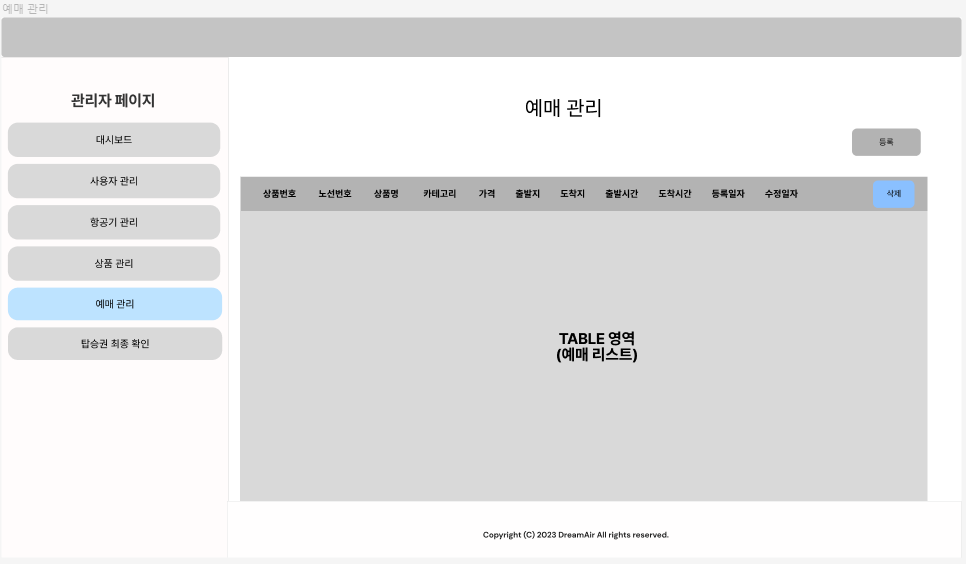 예매 관리
관리자 페이지
대시보드
사용자 관리
항공기 관리
상품 관리
예매 관리
탑승권 최종 확인
예매 관리
등록
상품번호 노선번호 상품명 카테고리 가격 출발지 도착지 출발시간 도착시간 등록일자 수정일자 삭제
TABLE 영역
(예매 리스트)
Copyright (C) 2023 DreamAir All rights reserved.